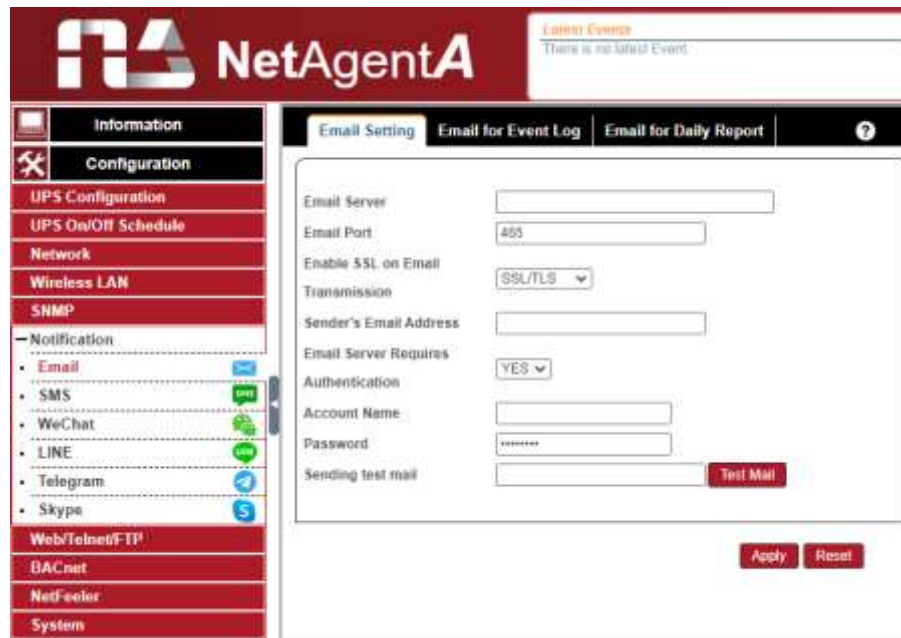 NetAgentA
Latest Events
There is no latest Event.
Information
Configuration
UPS Configuration
UPS On/Off Schedule
Network
Wireless LAN
SNMP
Notification
Email
SMS
WeChat
LINE
Telegram
Skype
Web/Telnet/FTP
BACnet
NetFeeler
System
Email Setting
Email for Event Log
Email for Daily Report
?
Email Server
Email Port
465
Enable SSL on Email
Transmission
SSL/TLS
Sender's Email Address
Email Server Requires
Authentication
YES
Account Name
Password
••••••••
Sending test mail
Test Mail
Apply
Reset